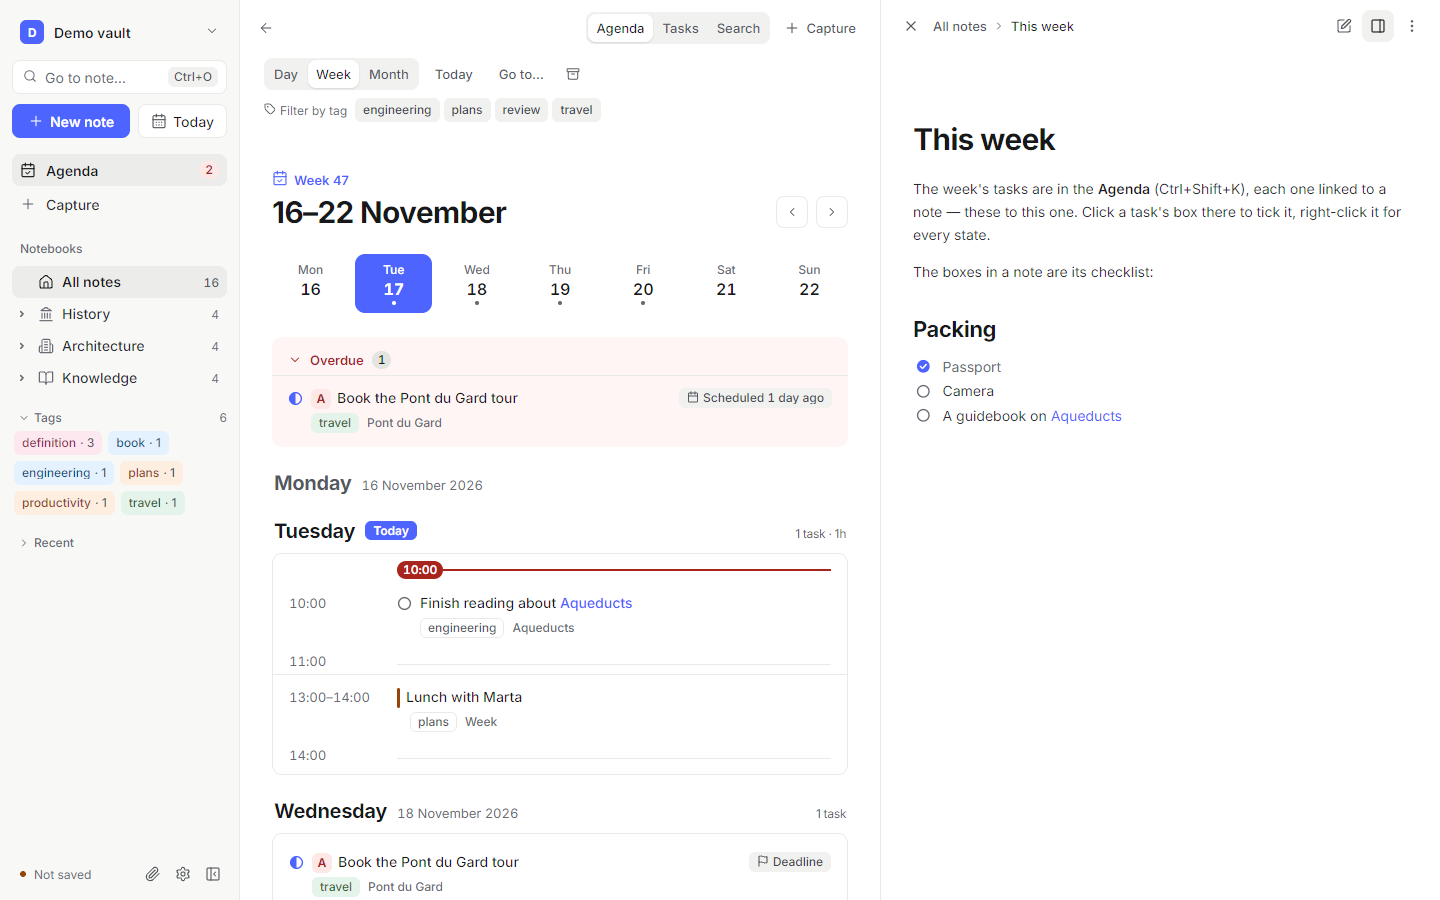 D Demo vault
Go to note... Ctrl+O
New note
Today
Agenda 2
Capture
Notebooks
All notes 16
History 4
Architecture 4
Knowledge 4
Tags 6
definition · 3
book · 1
engineering · 1
plans · 1
productivity · 1
travel · 1
Recent
Not saved
Agenda
Tasks
Search
Capture
Day
Week
Month
Today
Go to...
Filter by tag
engineering
plans
review
travel
Week 47
16–22 November
Mon
16
Tue
17
Wed
18
Thu
19
Fri
20
Sat
21
Sun
22
Overdue 1
A Book the Pont du Gard tour
Scheduled 1 day ago
travel Pont du Gard
Monday 16 November 2026
Tuesday Today
1 task · 1h
10:00
10:00 Finish reading about Aqueducts
engineering Aqueducts
11:00
13:00–14:00 Lunch with Marta
plans Week
14:00
Wednesday 18 November 2026
1 task
A Book the Pont du Gard tour
Deadline
travel Pont du Gard
All notes
This week
This week
The week's tasks are in the Agenda (Ctrl+Shift+K), each one linked to a
note — these to this one. Click a task's box there to tick it, right-click it for
every state.
The boxes in a note are its checklist:
Packing
Passport
Camera
A guidebook on Aqueducts